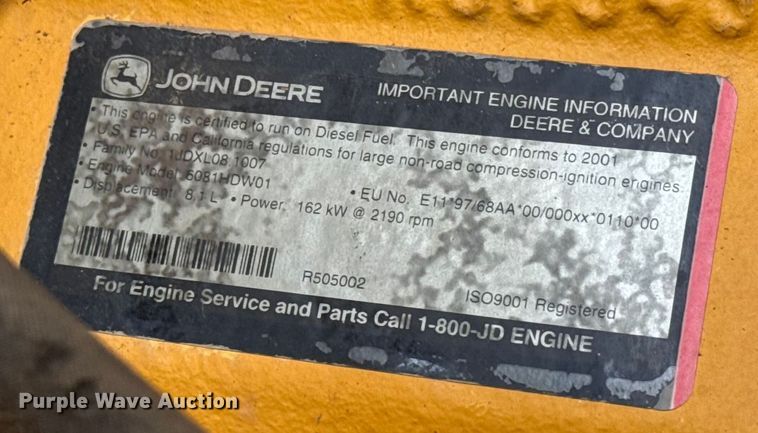 JOHN DEERE
IMPORTANT ENGINE INFORMATION
DEERE & COMPANY
• This engine is certified to run on Diesel Fuel. This engine conforms to 2001
U.S. EPA and California regulations for large non-road compression-ignition engines.
• Family No. 1JDXL08.1007
• Engine Model 6081HDW01
• Displacement 8.1 L • Power. 162 kW @ 2190 rpm
• EU No. E11*97/68AA*00/000xx*0110*00
R505002
ISO9001 Registered
For Engine Service and Parts Call 1-800-JD ENGINE
Purple Wave Auction